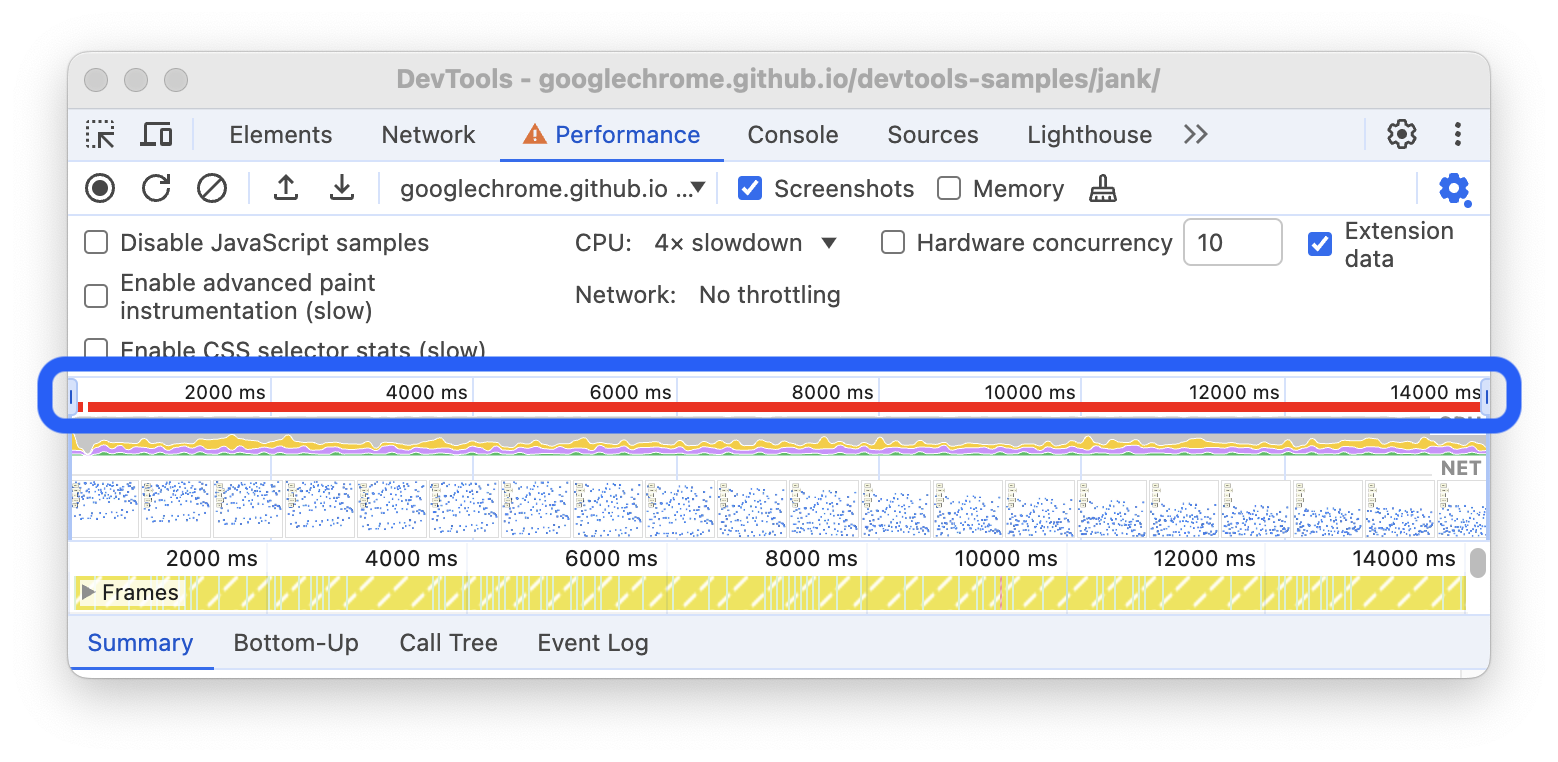 DevTools - googlechrome.github.io/devtools-samples/jank/
Elements Network Performance Console Sources Lighthouse
googlechrome.github.io ... Screenshots Memory
Disable JavaScript samples CPU: 4× slowdown Hardware concurrency 10 Extension data
Enable advanced paint instrumentation (slow) Network: No throttling
Enable CSS selector stats (slow)
2000 ms 4000 ms 6000 ms 8000 ms 10000 ms 12000 ms 14000 ms
NET
2000 ms 4000 ms 6000 ms 8000 ms 10000 ms 12000 ms 14000 ms
Frames
Summary Bottom-Up Call Tree Event Log